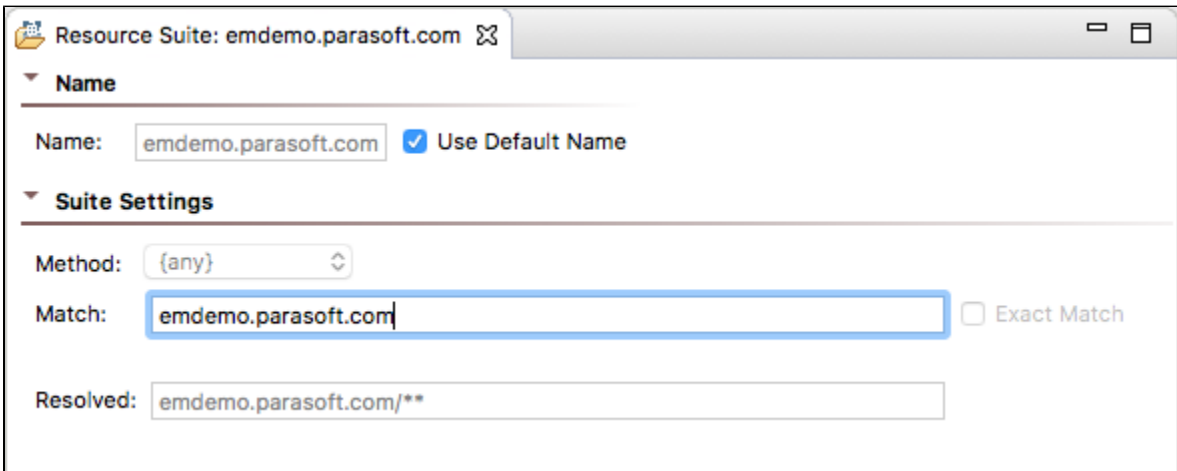 Resource Suite: emdemo.parasoft.com
Name
Name: emdemo.parasoft.com Use Default Name
Suite Settings
Method: {any}
Match: emdemo.parasoft.com Exact Match
Resolved: emdemo.parasoft.com/**